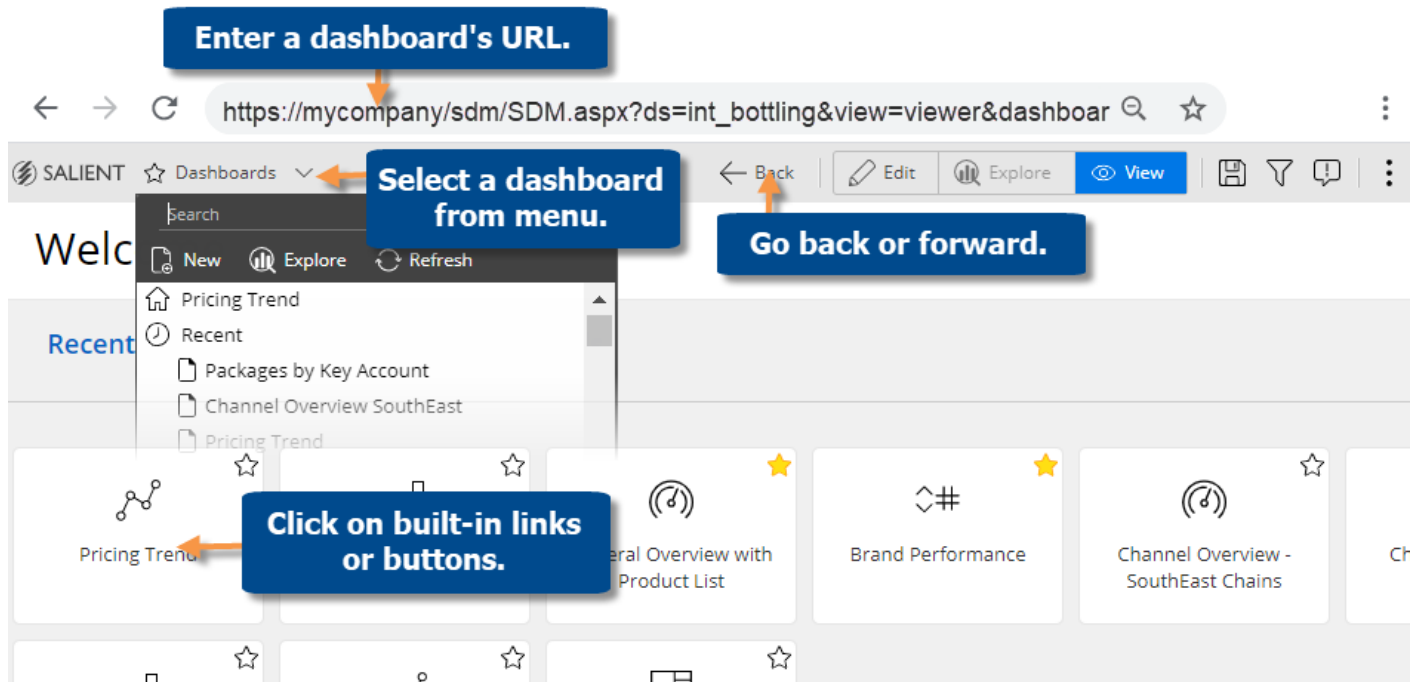 Enter a dashboard's URL.
https://mycompany/sdm/SDM.aspx?ds=int_bottling&view=viewer&dashboar
SALIENT Dashboards
Select a dashboard
from menu.
Back Edit Explore View
Search
Go back or forward.
Welc
New Explore Refresh
Pricing Trend
Recent
Recent
Packages by Key Account
Channel Overview SouthEast
Pricing Trend
Click on built-in links
or buttons.
Pricing Trend
eral Overview with
Product List
Brand Performance
Channel Overview -
SouthEast Chains
Ch